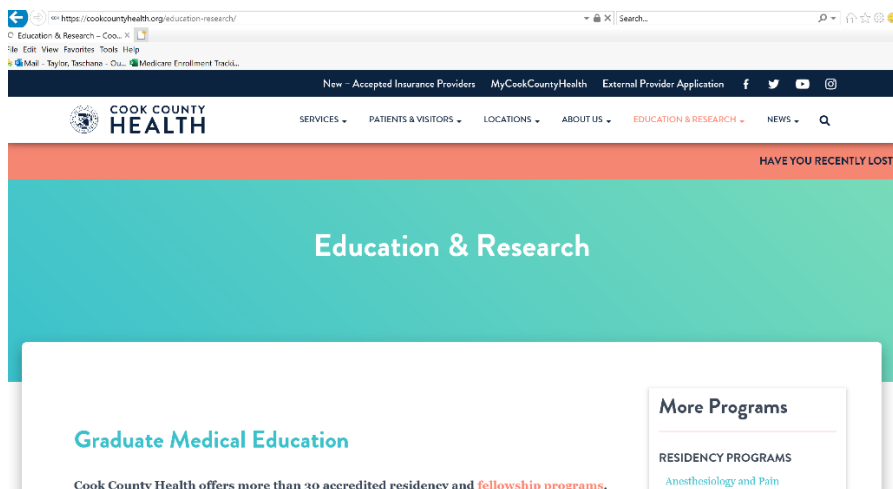 https://cookcountyhealth.org/education-research/ Search...
Education & Research – Coo... ×
File Edit View Favorites Tools Help
Mail - Taylor, Taschana - Ou... Medicare Enrollment Tracki...
New – Accepted Insurance Providers MyCookCountyHealth External Provider Application
COOK COUNTY
HEALTH
SERVICES PATIENTS & VISITORS LOCATIONS ABOUT US EDUCATION & RESEARCH NEWS
HAVE YOU RECENTLY LOST
Education & Research
More Programs
Graduate Medical Education
RESIDENCY PROGRAMS
Anesthesiology and Pain
Cook County Health offers more than 30 accredited residency and fellowship programs.